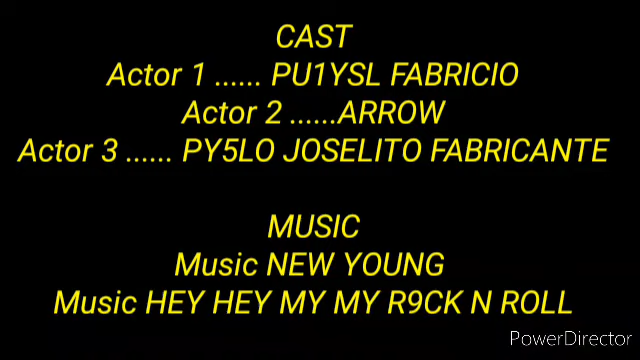 CAST
Actor 1 ...... PU1YSL FABRICIO
Actor 2 ......ARROW
Actor 3 ...... PY5LO JOSELITO FABRICANTE
MUSIC
Music NEW YOUNG
Music HEY HEY MY MY R9CK N ROLL
PowerDirector